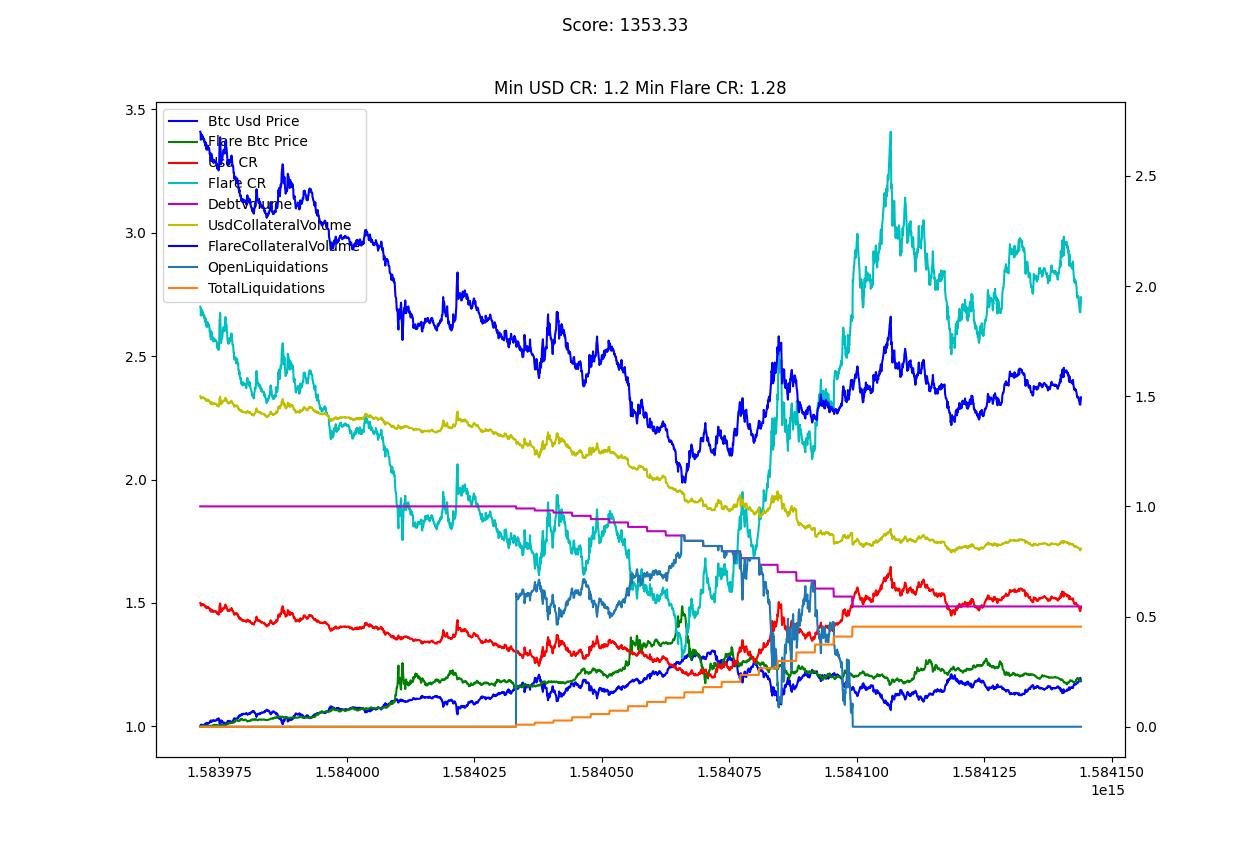 Score: 1353.33
Min USD CR: 1.2 Min Flare CR: 1.28
3.5
3.0
2.5
2.0
1.5
1.0
Btc Usd Price
Flare Btc Price
Usd CR
Flare CR
DebtVolume
UsdCollateralVolume
FlareCollateralVolume
OpenLiquidations
TotalLiquidations
2.5
2.0
1.5
1.0
0.5
0.0
1.583975 1.584000 1.584025 1.584050 1.584075 1.584100 1.584125 1.584150
1e15